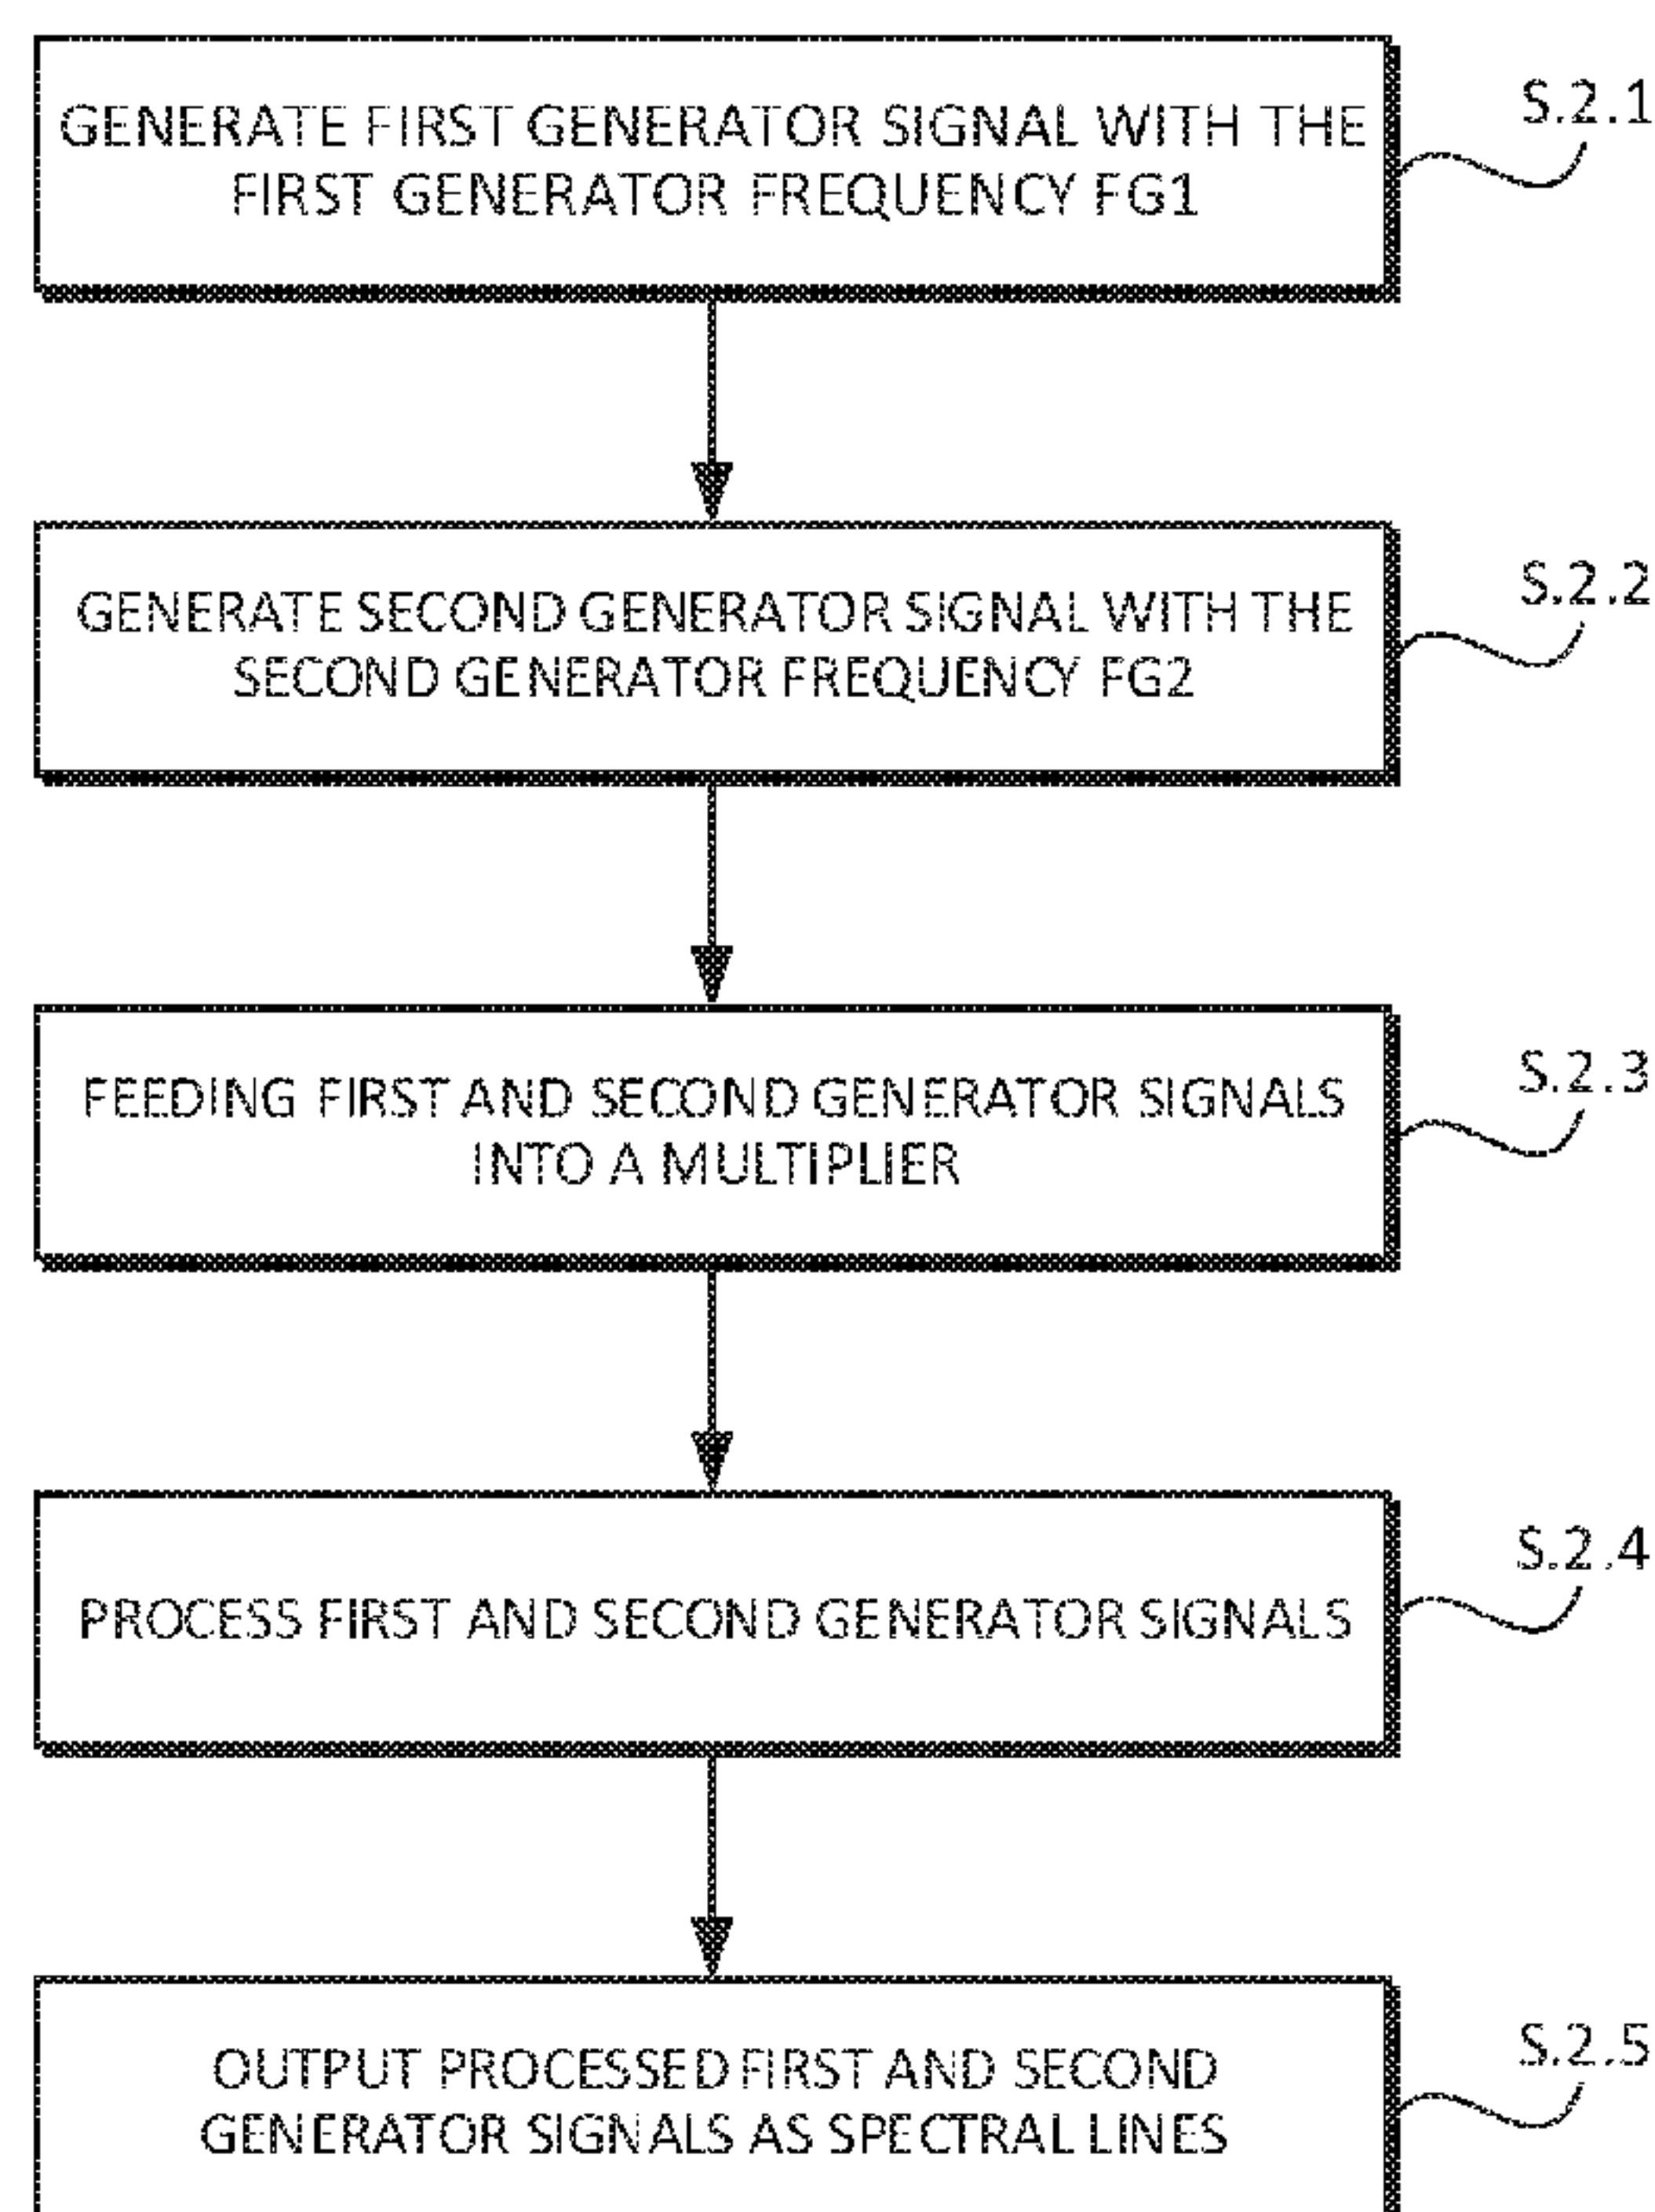 GENERATE FIRST GENERATOR SIGNAL WITH THE
FIRST GENERATOR FREQUENCY FG1
S.2.1
GENERATE SECOND GENERATOR SIGNAL WITH THE
SECOND GENERATOR FREQUENCY FG2
S.2.2
FEEDING FIRST AND SECOND GENERATOR SIGNALS
INTO A MULTIPLIER
S.2.3
PROCESS FIRST AND SECOND GENERATOR SIGNALS
S.2.4
OUTPUT PROCESSED FIRST AND SECOND
GENERATOR SIGNALS AS SPECTRAL LINES
S.2.5